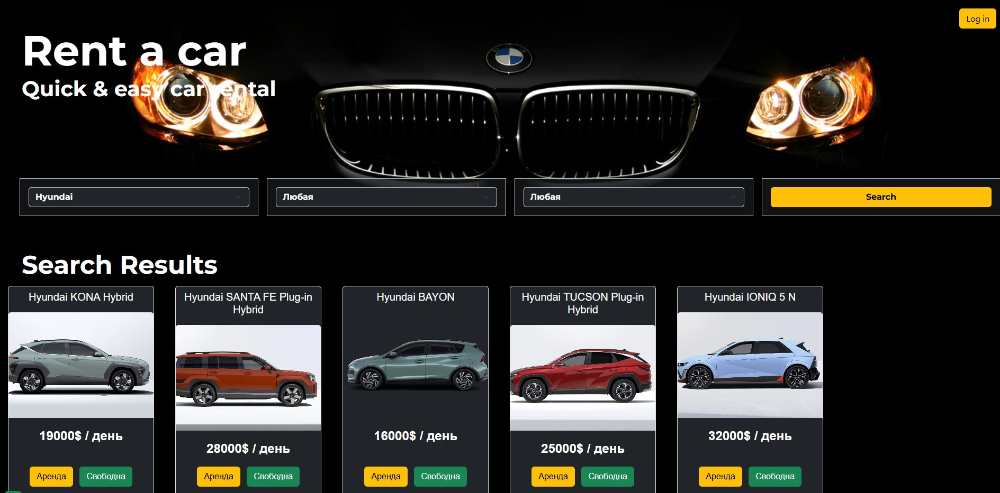 Log in
Rent a car
Quick & easy car rental
Hyundai
Любая
Любая
Search
Search Results
Hyundai KONA Hybrid
19000$ / день
Аренда
Свободна
Hyundai SANTA FE Plug-in
Hybrid
28000$ / день
Аренда
Свободна
Hyundai BAYON
16000$ / день
Аренда
Свободна
Hyundai TUCSON Plug-in
Hybrid
25000$ / день
Аренда
Свободна
Hyundai IONIQ 5 N
32000$ / день
Аренда
Свободна